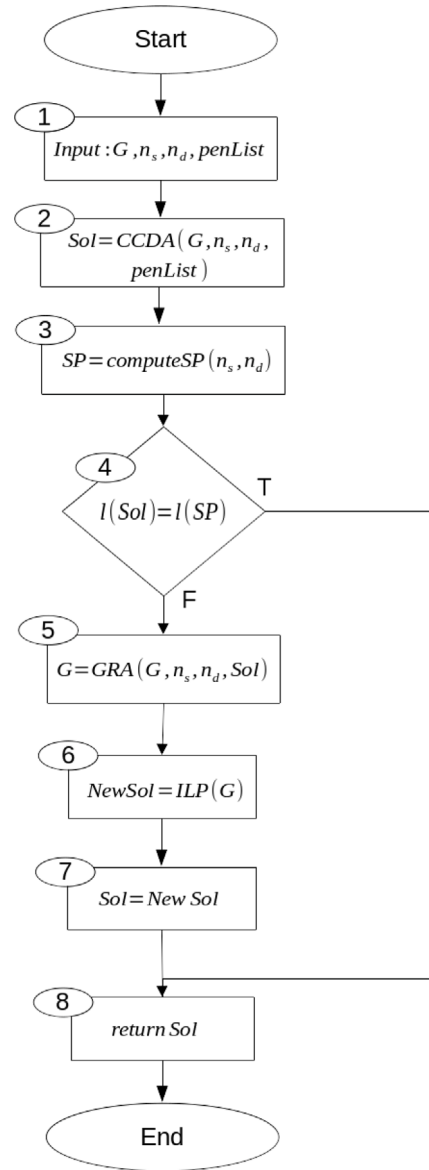 Start
1
Input : G , n_s , n_d , penList
2
Sol = CCDA ( G , n_s , n_d ,
penList )
3
SP = computeSP ( n_s , n_d )
4
l ( Sol ) = l ( SP )
T
F
5
G = GRA ( G , n_s , n_d , Sol )
6
NewSol = ILP ( G )
7
Sol = New Sol
8
return Sol
End